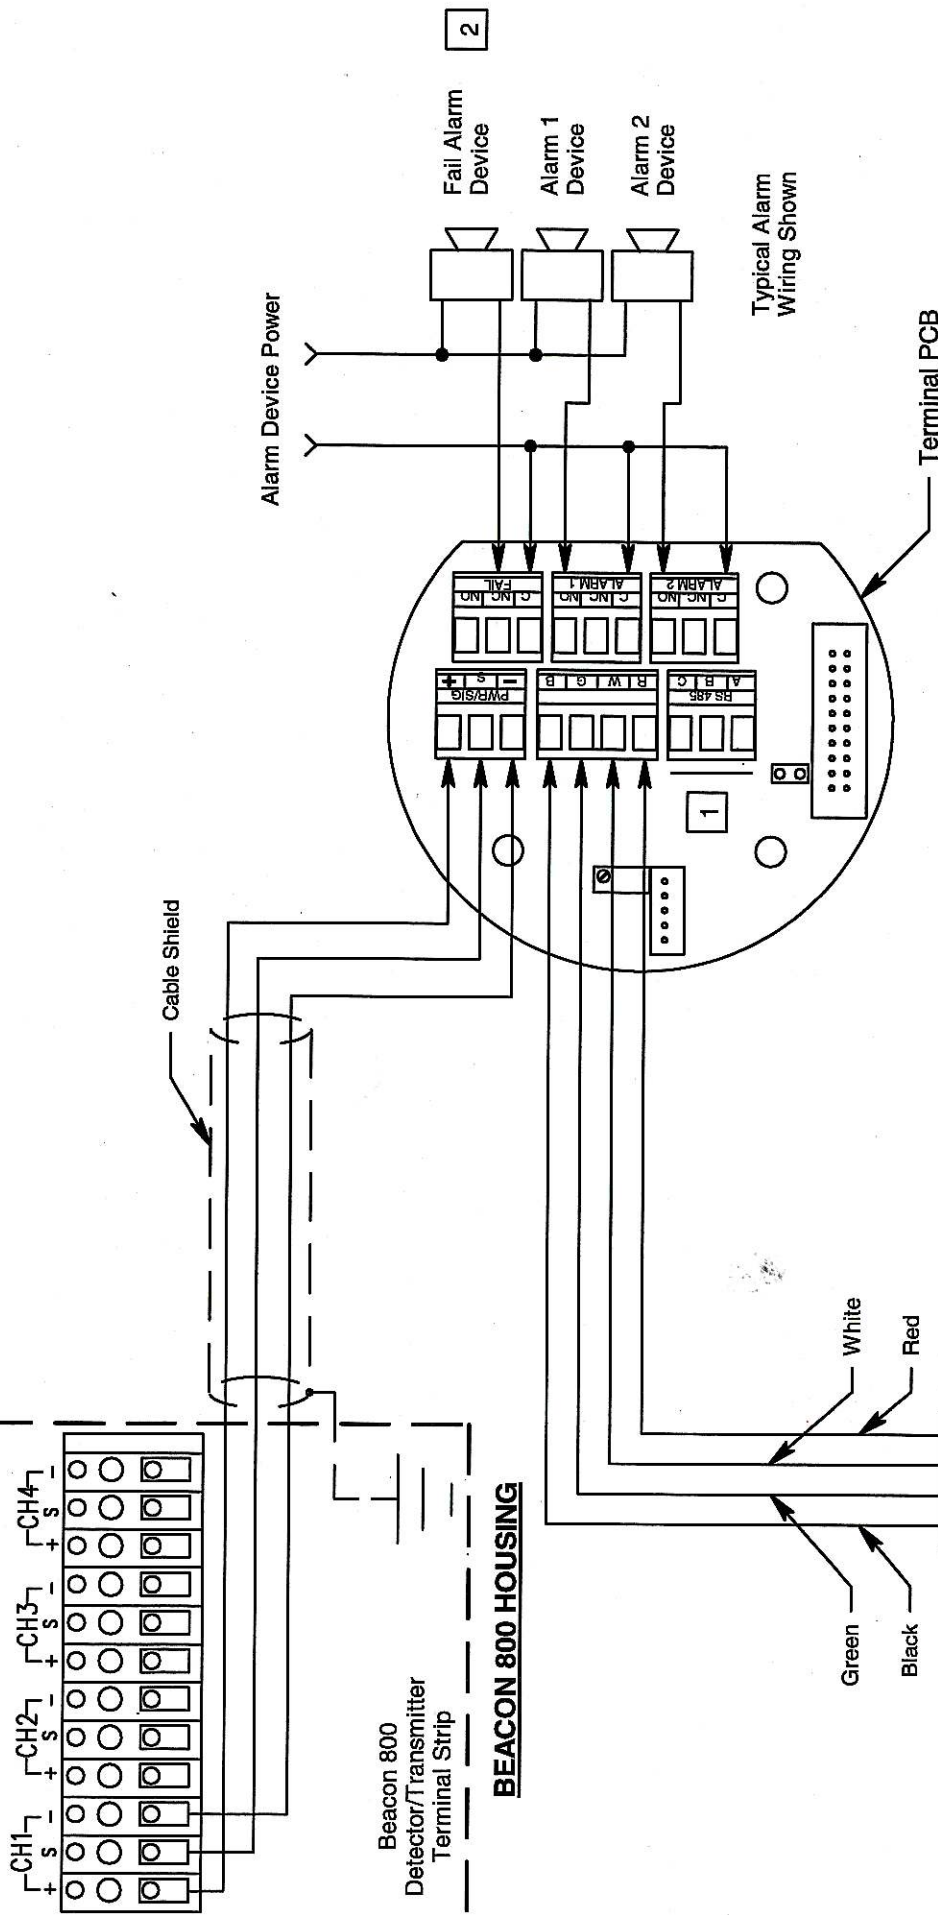 2
Fail Alarm
Device
Alarm 1
Device
Alarm 2
Device
Typical Alarm
Wiring Shown
Alarm Device Power
Terminal PCB
FAIL
NO NC C
ALARM 1
NO NC C
ALARM 2
NO NC C
PWR/SIG
+ S -
B G W R
RS 485
C B A
1
Cable Shield
White
Red
Green
Black
CH1 CH2 CH3 CH4
+ S - + S - + S - + S -
Beacon 800
Detector/Transmitter
Terminal Strip
BEACON 800 HOUSING